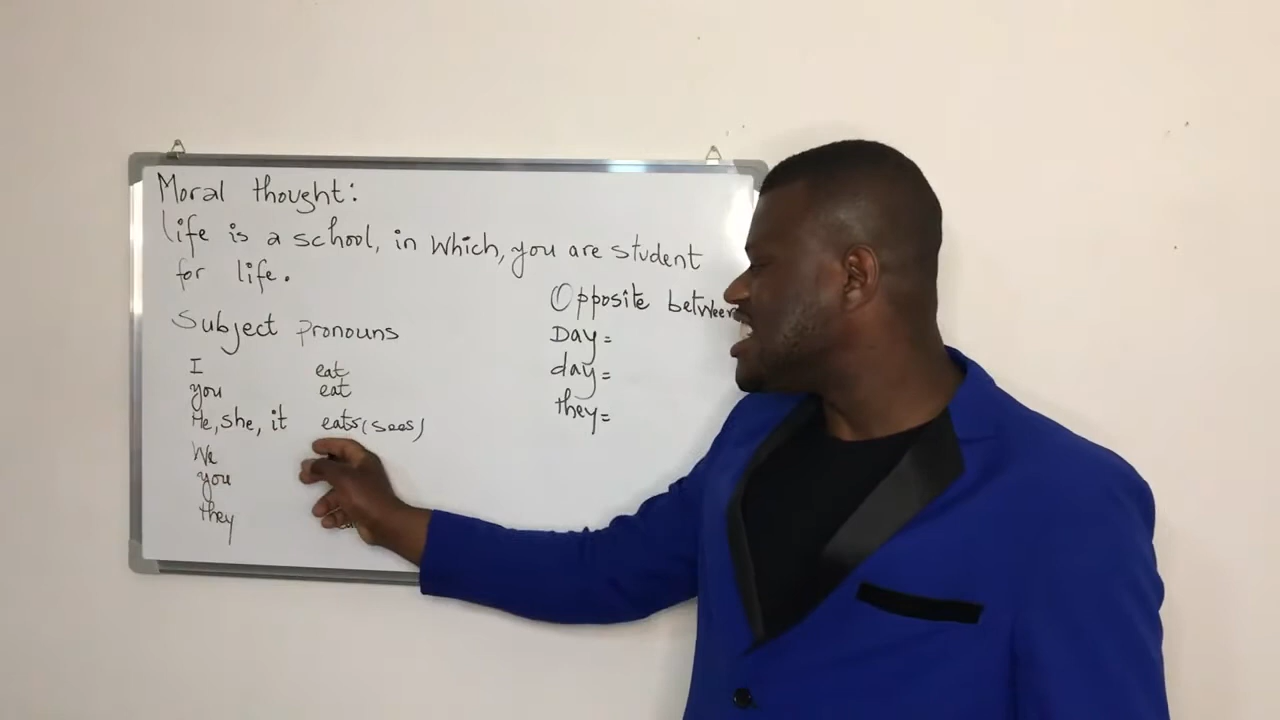 Moral thought:
life is a school, in which, you are student
for life.
Subject pronouns
I eat
you eat
He, she, it eats (sees)
We
you
they
Opposite between
Day=
day=
they=